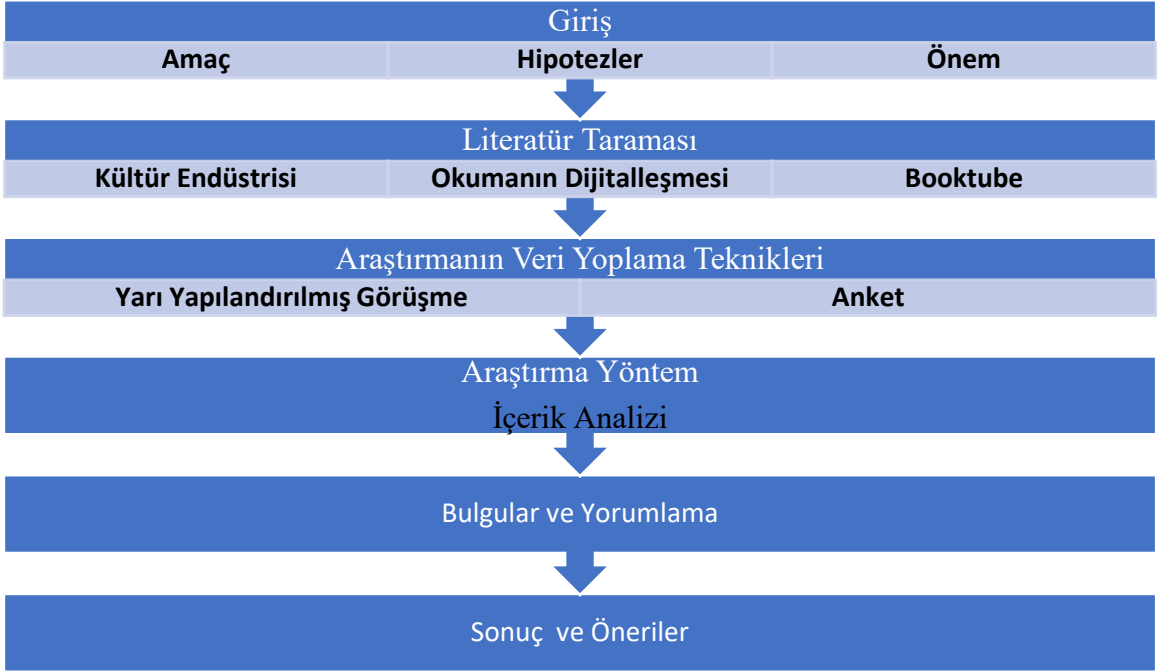 Giriş
Amaç Hipotezler Önem
Literatür Taraması
Kültür Endüstrisi Okumanın Dijitalleşmesi Booktube
Araştırmanın Veri Yoplama Teknikleri
Yarı Yapılandırılmış Görüşme Anket
Araştırma Yöntem
İçerik Analizi
Bulgular ve Yorumlama
Sonuç ve Öneriler